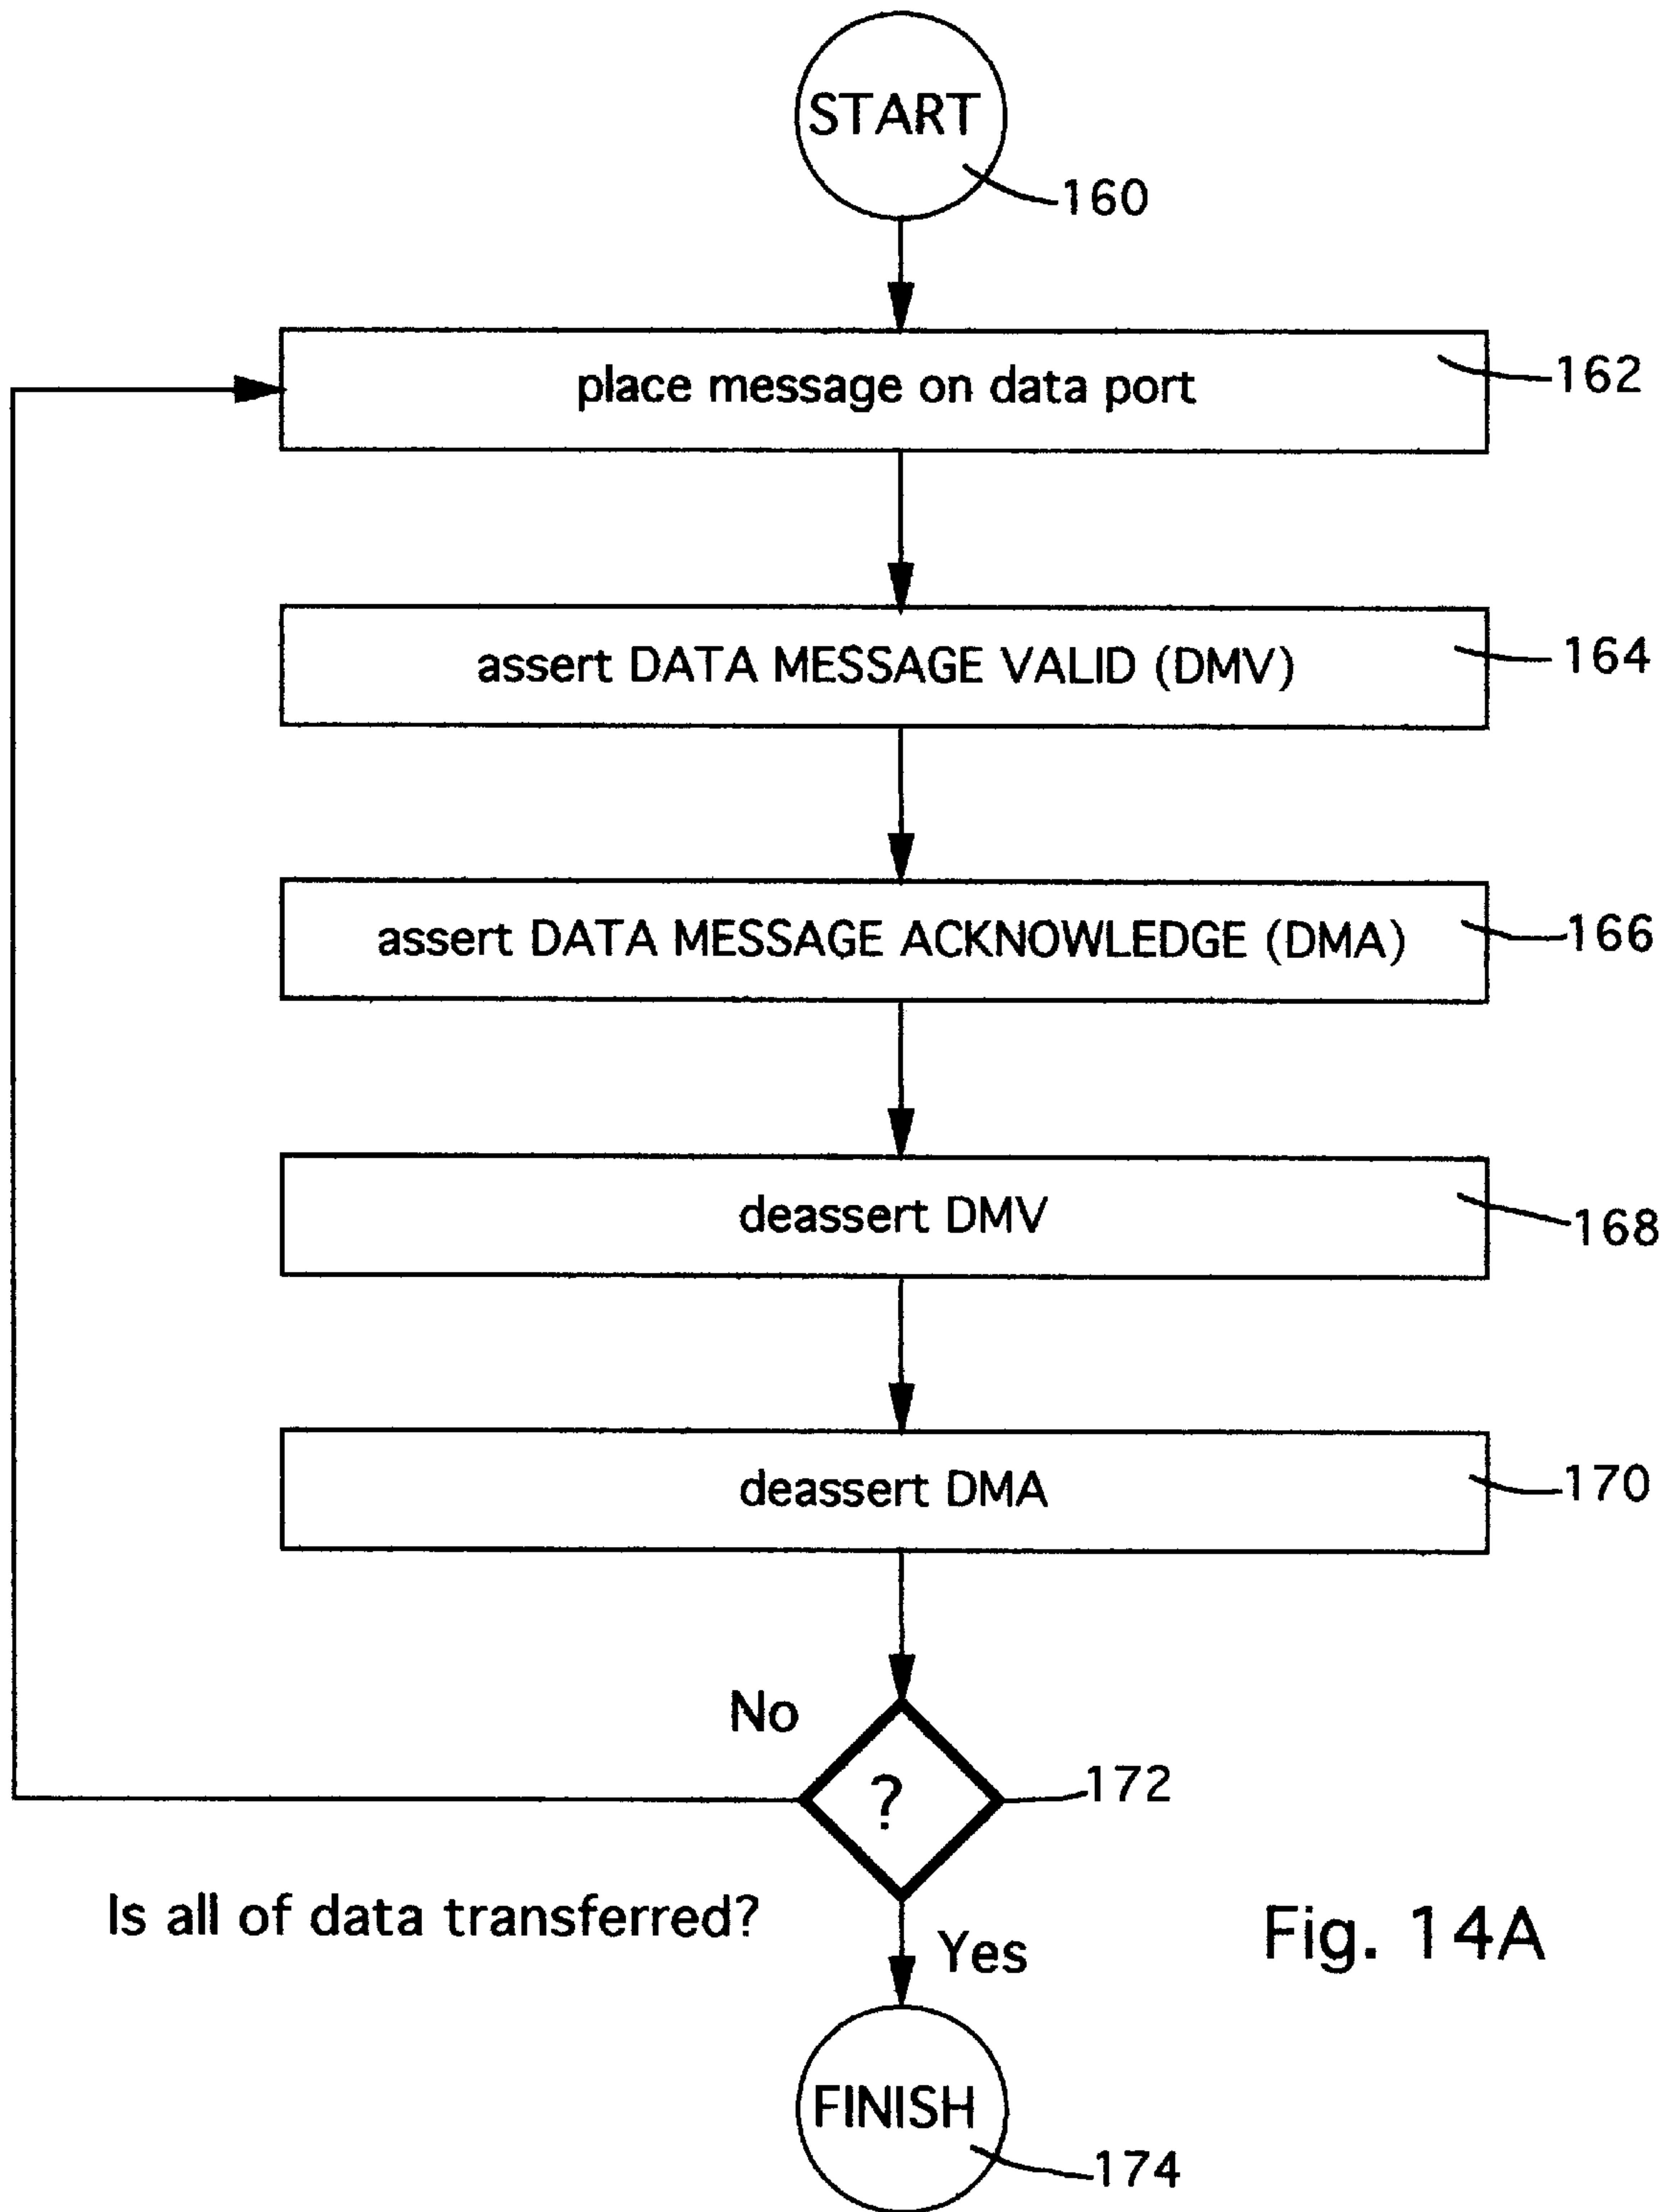 START
160
place message on data port
162
assert DATA MESSAGE VALID (DMV)
164
assert DATA MESSAGE ACKNOWLEDGE (DMA)
166
deassert DMV
168
deassert DMA
170
No
?
172
Is all of data transferred?
Yes
Fig. 14A
FINISH
174